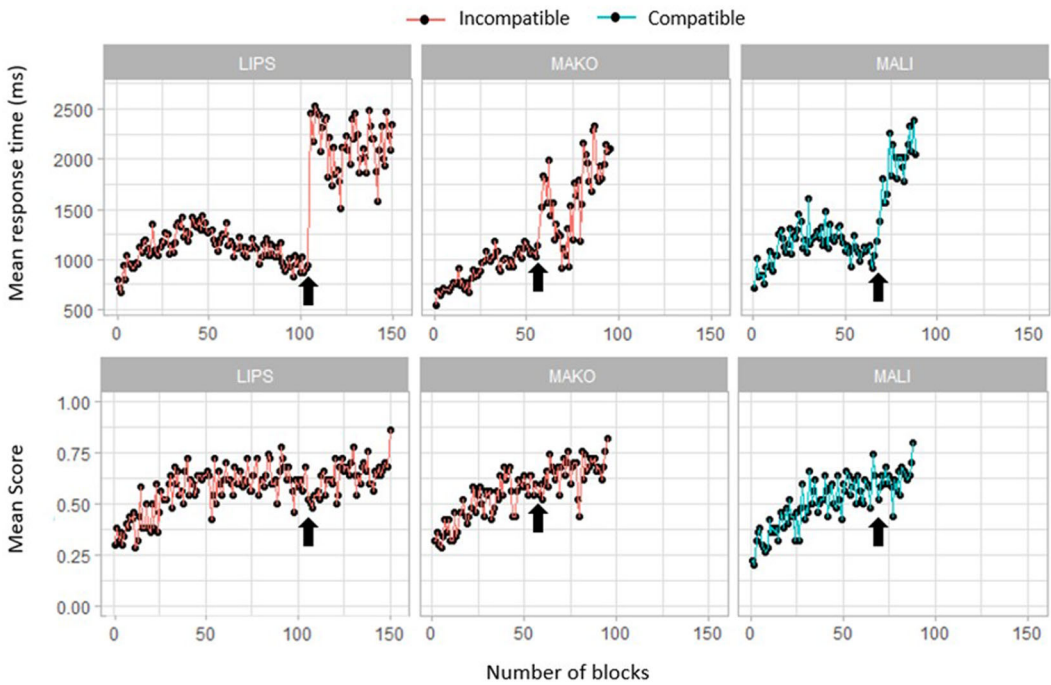 Incompatible Compatible
LIPS MAKO MALI
Mean response time (ms)
2500
2000
1500
1000
500
0 50 100 150 0 50 100 150 0 50 100 150
LIPS MAKO MALI
Mean Score
1.00
0.75
0.50
0.25
0.00
0 50 100 150 0 50 100 150 0 50 100 150
Number of blocks